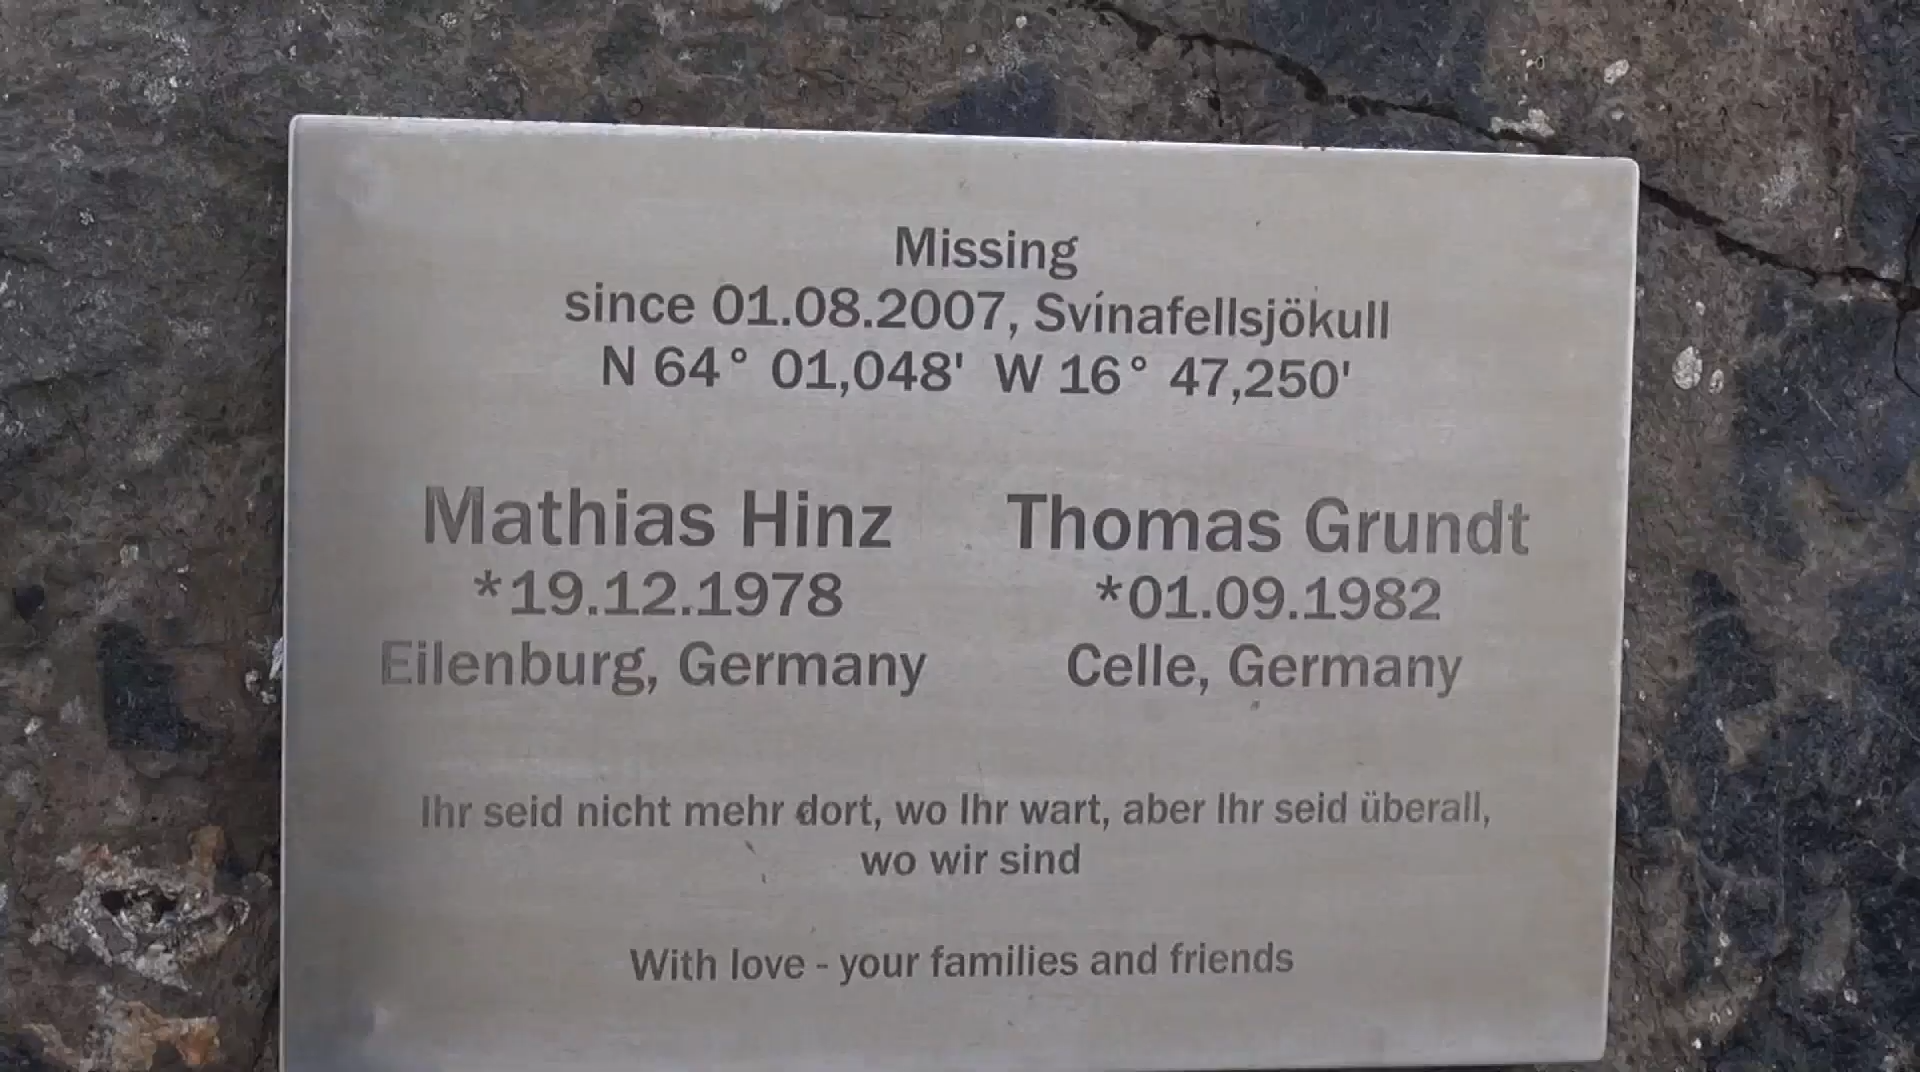 Missing
since 01.08.2007, Svínafellsjökull
N 64° 01,048' W 16° 47,250'
Mathias Hinz
*19.12.1978
Eilenburg, Germany
Thomas Grundt
*01.09.1982
Celle, Germany
Ihr seid nicht mehr dort, wo Ihr wart, aber Ihr seid überall,
wo wir sind
With love - your families and friends